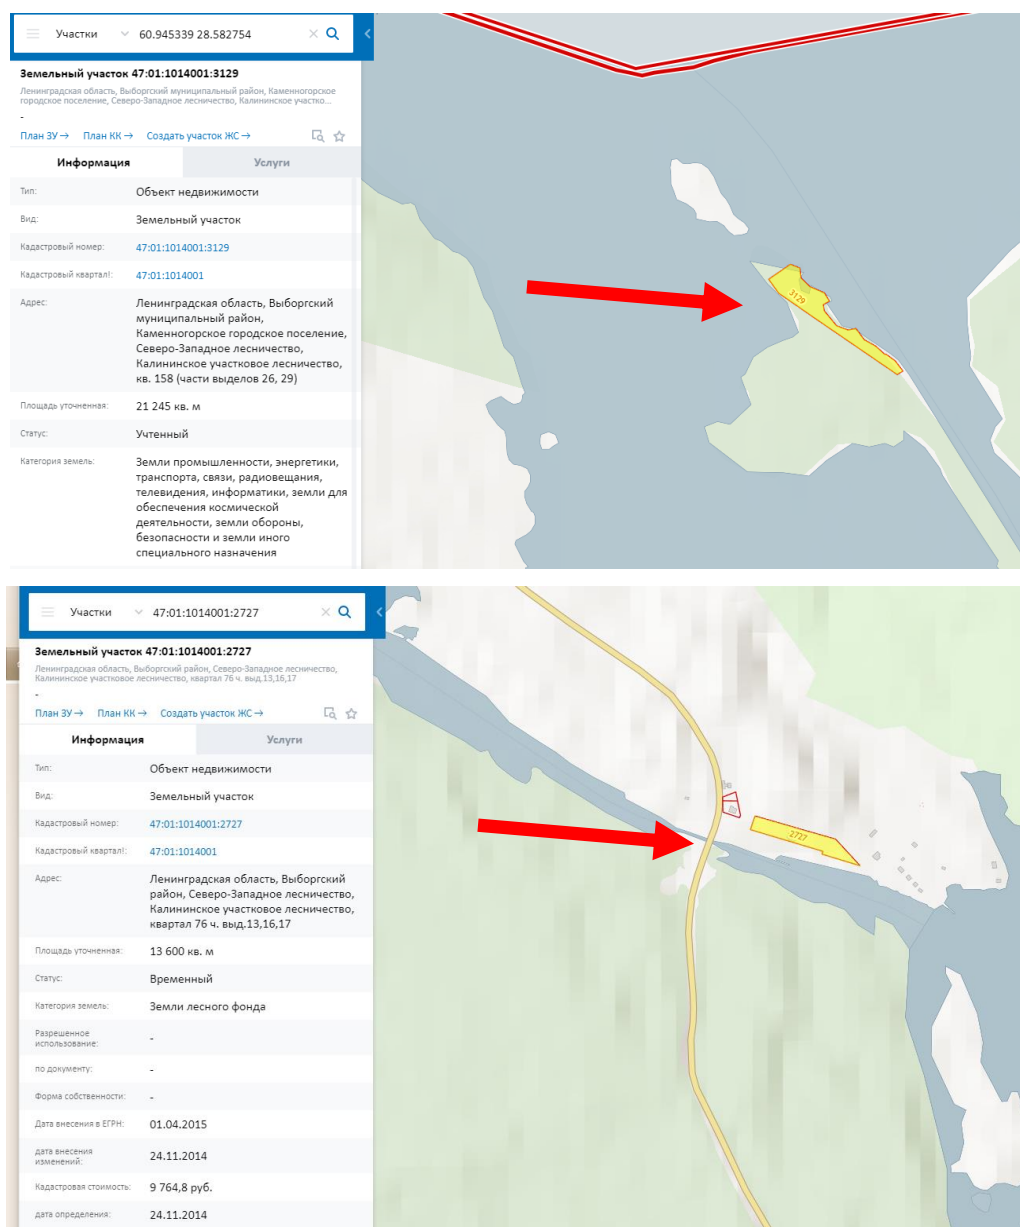 Участки 60.945339 28.582754
Земельный участок 47:01:1014001:3129
Ленинградская область, Выборгский муниципальный район, Каменногорское
городское поселение, Северо-Западное лесничество, Калининское участко...
-
План ЗУ → План КК → Создать участок ЖС →
Информация Услуги
Тип: Объект недвижимости
Вид: Земельный участок
Кадастровый номер: 47:01:1014001:3129
Кадастровый квартал!: 47:01:1014001
Адрес: Ленинградская область, Выборгский
муниципальный район,
Каменногорское городское поселение,
Северо-Западное лесничество,
Калининское участковое лесничество,
кв. 158 (части выделов 26, 29)
Площадь уточненная: 21 245 кв. м
Статус: Учтенный
Категория земель: Земли промышленности, энергетики,
транспорта, связи, радиовещания,
телевидения, информатики, земли для
обеспечения космической
деятельности, земли обороны,
безопасности и земли иного
специального назначения
3129
Участки 47:01:1014001:2727
Земельный участок 47:01:1014001:2727
Ленинградская область, Выборгский район, Северо-Западное лесничество,
Калининское участковое лесничество, квартал 76 ч. выд.13,16,17
-
План ЗУ → План КК → Создать участок ЖС →
Информация Услуги
Тип: Объект недвижимости
Вид: Земельный участок
Кадастровый номер: 47:01:1014001:2727
Кадастровый квартал!: 47:01:1014001
Адрес: Ленинградская область, Выборгский
район, Северо-Западное лесничество,
Калининское участковое лесничество,
квартал 76 ч. выд.13,16,17
Площадь уточненная: 13 600 кв. м
Статус: Временный
Категория земель: Земли лесного фонда
Разрешенное
использование: -
по документу: -
Форма собственности: -
Дата внесения в ЕГРН: 01.04.2015
дата внесения
изменений: 24.11.2014
Кадастровая стоимость: 9 764,8 руб.
дата определения: 24.11.2014
2727